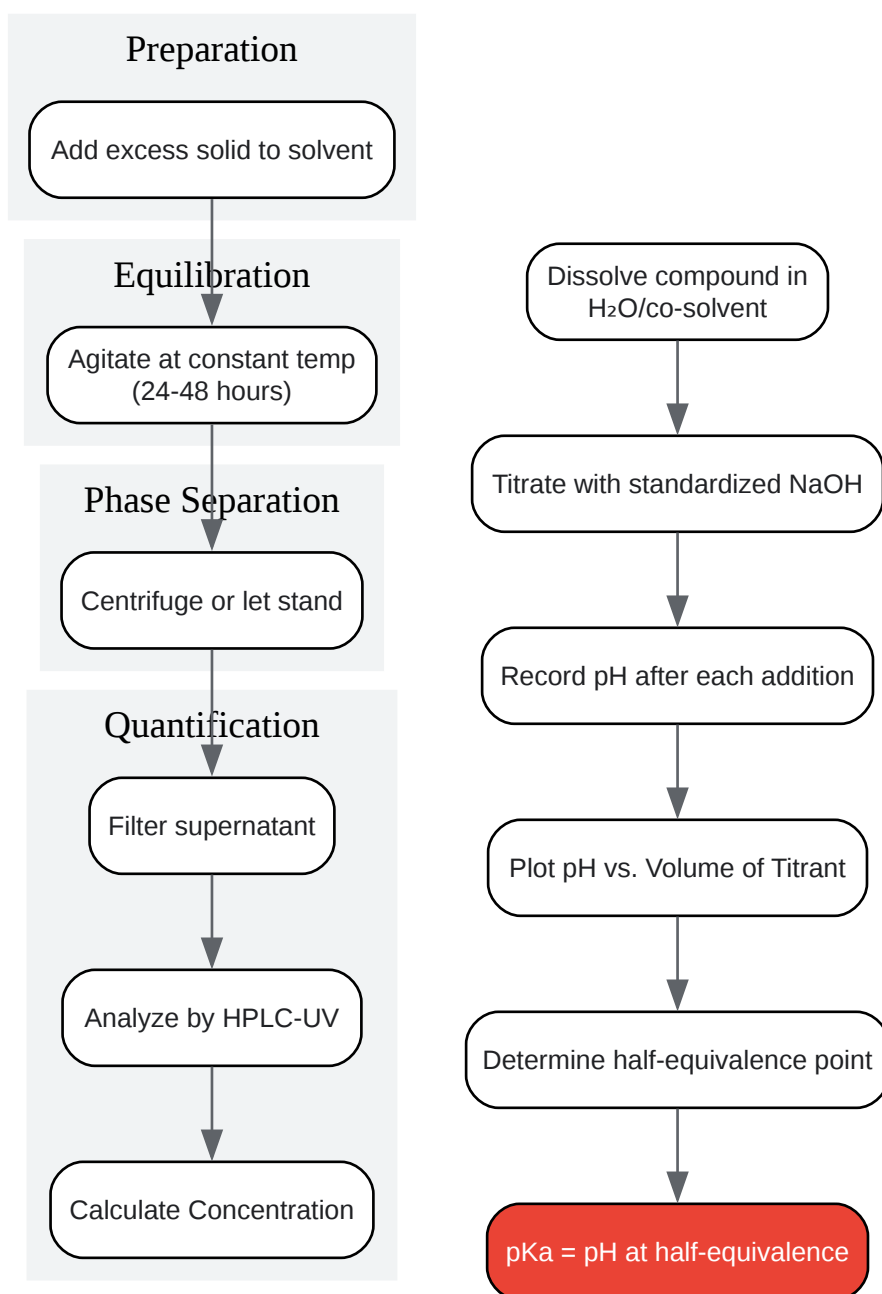 Preparation
Add excess solid to solvent
Equilibration
Agitate at constant temp
(24-48 hours)
Phase Separation
Centrifuge or let stand
Quantification
Filter supernatant
Analyze by HPLC-UV
Calculate Concentration
Dissolve compound in
H₂O/co-solvent
Titrate with standardized NaOH
Record pH after each addition
Plot pH vs. Volume of Titrant
Determine half-equivalence point
pKa = pH at half-equivalence